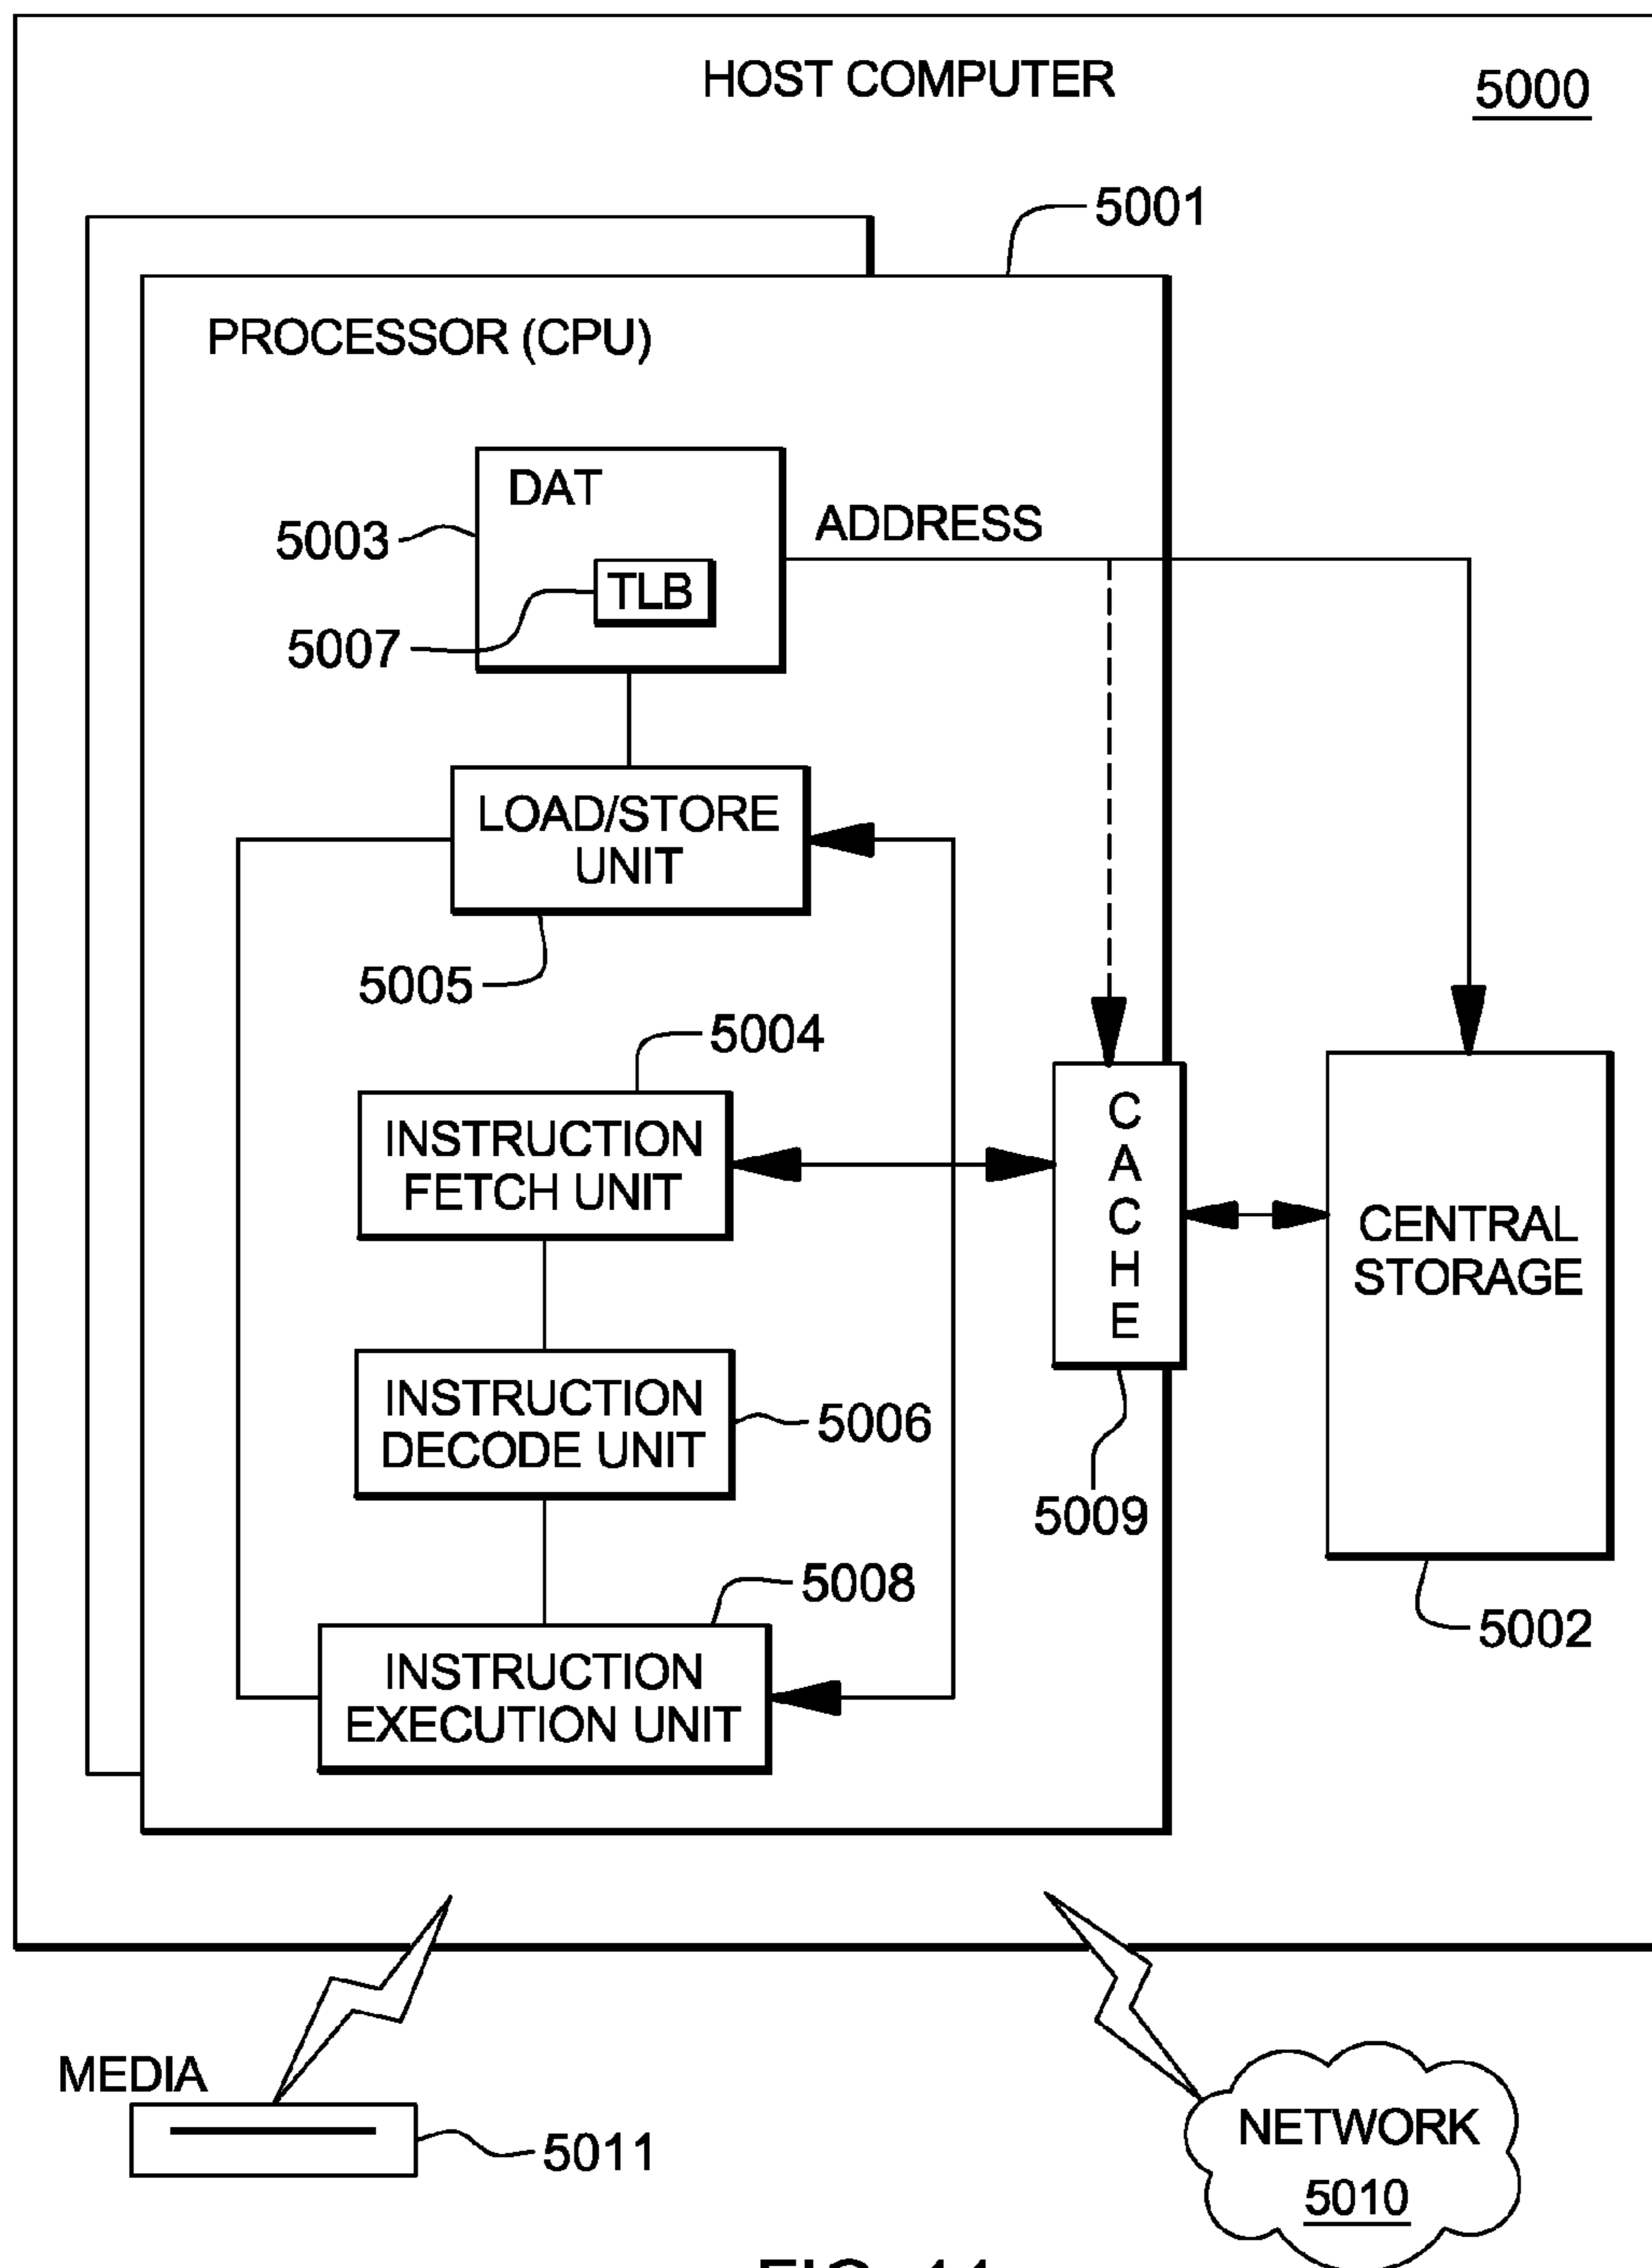 HOST COMPUTER
5000
5001
PROCESSOR (CPU)
DAT
ADDRESS
5003
TLB
5007
LOAD/STORE
UNIT
5005
5004
INSTRUCTION
FETCH UNIT
CACHE
CENTRAL
STORAGE
INSTRUCTION
DECODE UNIT
5006
5009
5008
5002
INSTRUCTION
EXECUTION UNIT
MEDIA
5011
NETWORK
5010